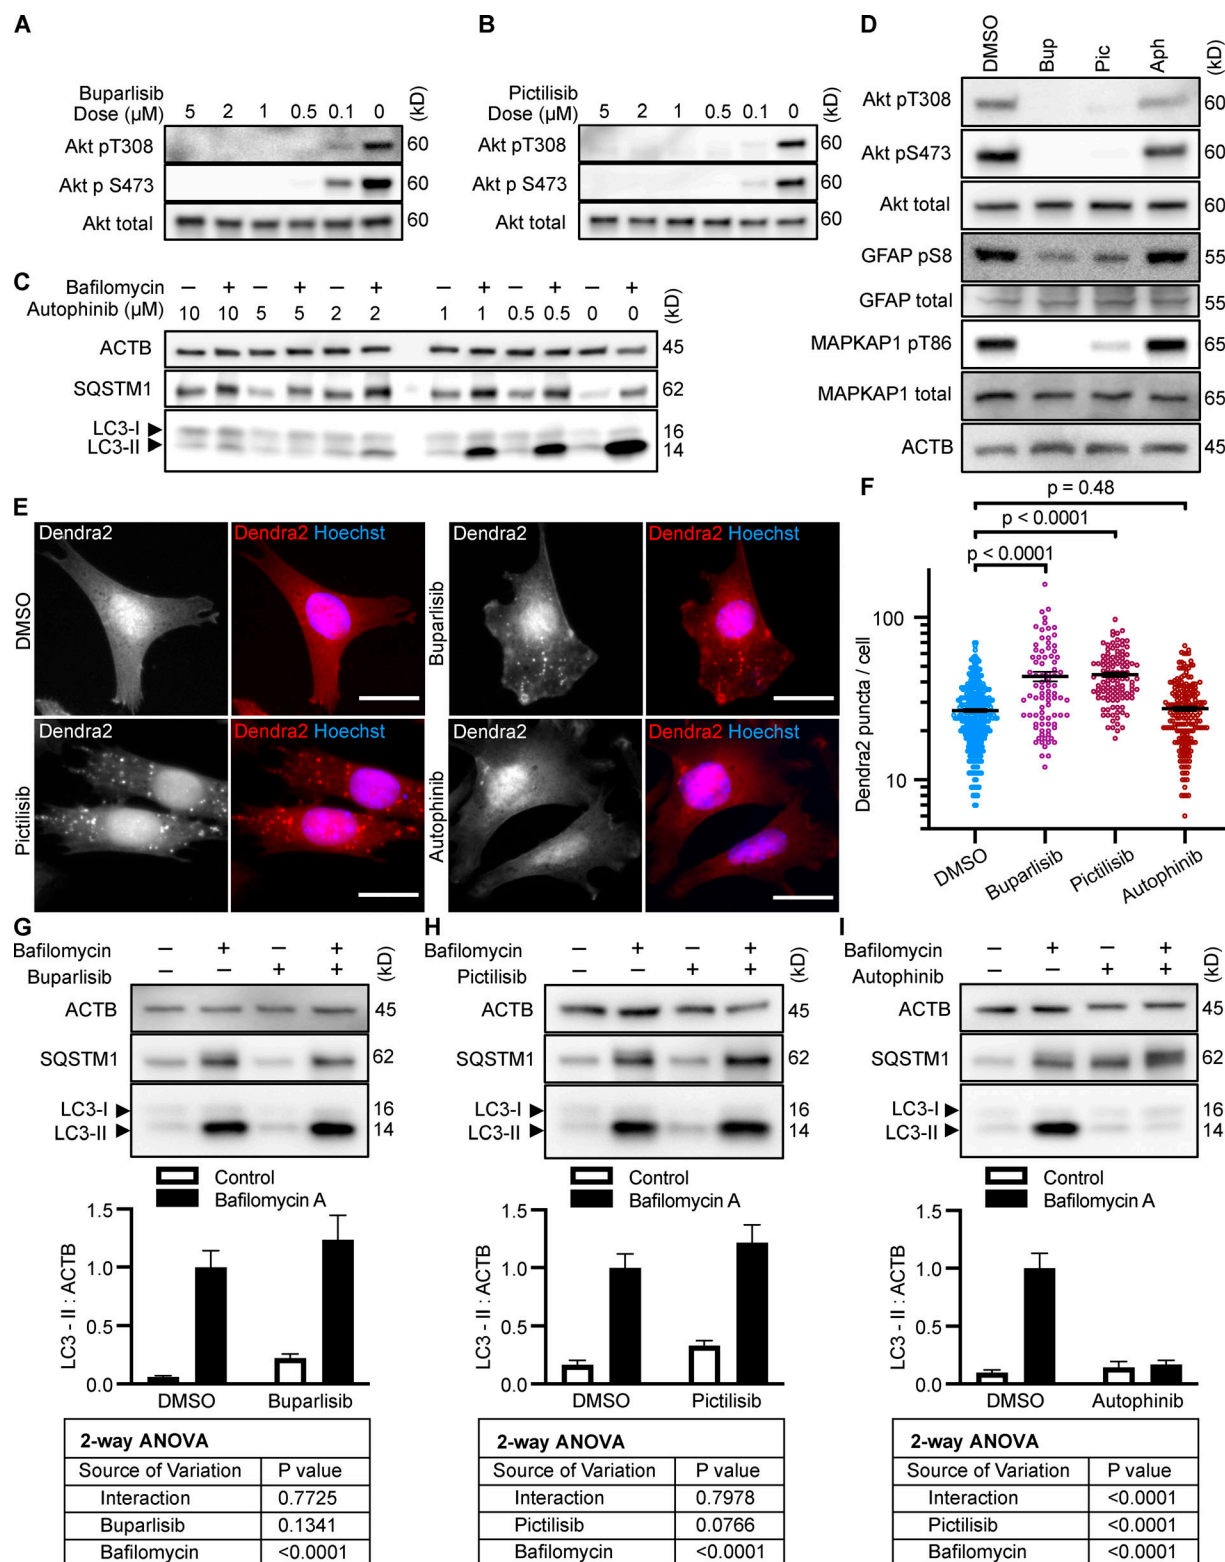 A
Buparlisib
Dose (µM)
5 2 1 0.5 0.1 0
(kD)
Akt pT308 60
Akt p S473 60
Akt total 60
B
Pictilisib
Dose (µM)
5 2 1 0.5 0.1 0
(kD)
Akt pT308 60
Akt p S473 60
Akt total 60
C
Bafilomycin – + – + – + – + – + – +
Autophinib (µM) 10 10 5 5 2 2 1 1 0.5 0.5 0 0
(kD)
ACTB 45
SQSTM1 62
LC3-I 16
LC3-II 14
D
DMSO Bup Pic Aph (kD)
Akt pT308 60
Akt pS473 60
Akt total 60
GFAP pS8 55
GFAP total 55
MAPKAP1 pT86 65
MAPKAP1 total 65
ACTB 45
E
DMSO
Dendra2
Dendra2 Hoechst
Buparlisib
Dendra2
Dendra2 Hoechst
Pictilisib
Dendra2
Dendra2 Hoechst
Autophinib
Dendra2
Dendra2 Hoechst
F
p = 0.48
p < 0.0001
p < 0.0001
Dendra2 puncta / cell
100
10
DMSO Buparlisib Pictilisib Autophinib
G
Bafilomycin – + – +
Buparlisib – – + +
(kD)
ACTB 45
SQSTM1 62
LC3-I 16
LC3-II 14
Control
Bafilomycin A
LC3 - II : ACTB
1.5
1.0
0.5
0.0
DMSO Buparlisib
2-way ANOVA
Source of Variation P value
Interaction 0.7725
Buparlisib 0.1341
Bafilomycin <0.0001
H
Bafilomycin – + – +
Pictilisib – – + +
(kD)
ACTB 45
SQSTM1 62
LC3-I 16
LC3-II 14
Control
Bafilomycin A
LC3 - II : ACTB
1.5
1.0
0.5
0.0
DMSO Pictilisib
2-way ANOVA
Source of Variation P value
Interaction 0.7978
Pictilisib 0.0766
Bafilomycin <0.0001
I
Bafilomycin – + – +
Autophinib – – + +
(kD)
ACTB 45
SQSTM1 62
LC3-I 16
LC3-II 14
Control
Bafilomycin A
LC3 - II : ACTB
1.5
1.0
0.5
0.0
DMSO Autophinib
2-way ANOVA
Source of Variation P value
Interaction <0.0001
Pictilisib <0.0001
Bafilomycin <0.0001